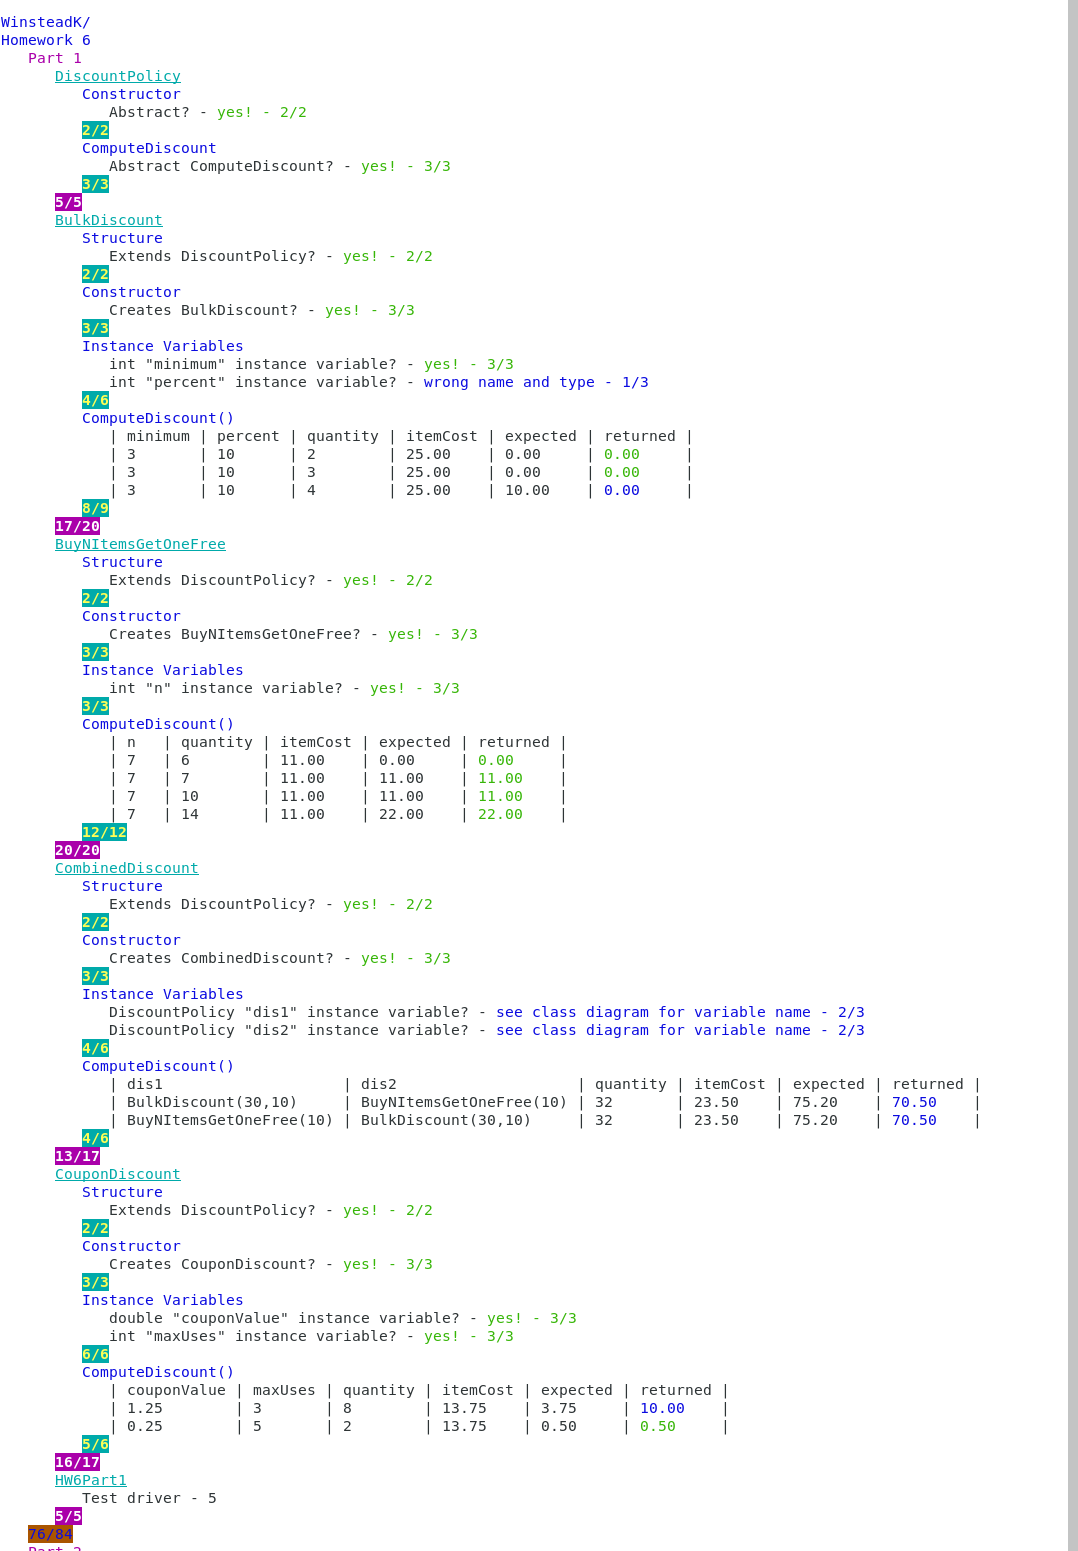 WinsteadK/
Homework 6
Part 1
DiscountPolicy
Constructor
Abstract? - yes! - 2/2
2/2
ComputeDiscount
Abstract ComputeDiscount? - yes! - 3/3
3/3
5/5
BulkDiscount
Structure
Extends DiscountPolicy? - yes! - 2/2
2/2
Constructor
Creates BulkDiscount? - yes! - 3/3
3/3
Instance Variables
int "minimum" instance variable? - yes! - 3/3
int "percent" instance variable? - wrong name and type - 1/3
4/6
ComputeDiscount()
| minimum | percent | quantity | itemCost | expected | returned |
| 3 | 10 | 2 | 25.00 | 0.00 | 0.00 |
| 3 | 10 | 3 | 25.00 | 0.00 | 0.00 |
| 3 | 10 | 4 | 25.00 | 10.00 | 0.00 |
8/9
17/20
BuyNItemsGetOneFree
Structure
Extends DiscountPolicy? - yes! - 2/2
2/2
Constructor
Creates BuyNItemsGetOneFree? - yes! - 3/3
3/3
Instance Variables
int "n" instance variable? - yes! - 3/3
3/3
ComputeDiscount()
| n | quantity | itemCost | expected | returned |
| 7 | 6 | 11.00 | 0.00 | 0.00 |
| 7 | 7 | 11.00 | 11.00 | 11.00 |
| 7 | 10 | 11.00 | 11.00 | 11.00 |
| 7 | 14 | 11.00 | 22.00 | 22.00 |
12/12
20/20
CombinedDiscount
Structure
Extends DiscountPolicy? - yes! - 2/2
2/2
Constructor
Creates CombinedDiscount? - yes! - 3/3
3/3
Instance Variables
DiscountPolicy "dis1" instance variable? - see class diagram for variable name - 2/3
DiscountPolicy "dis2" instance variable? - see class diagram for variable name - 2/3
4/6
ComputeDiscount()
| dis1 | dis2 | quantity | itemCost | expected | returned |
| BulkDiscount(30,10) | BuyNItemsGetOneFree(10) | 32 | 23.50 | 75.20 | 70.50 |
| BuyNItemsGetOneFree(10) | BulkDiscount(30,10) | 32 | 23.50 | 75.20 | 70.50 |
4/6
13/17
CouponDiscount
Structure
Extends DiscountPolicy? - yes! - 2/2
2/2
Constructor
Creates CouponDiscount? - yes! - 3/3
3/3
Instance Variables
double "couponValue" instance variable? - yes! - 3/3
int "maxUses" instance variable? - yes! - 3/3
6/6
ComputeDiscount()
| couponValue | maxUses | quantity | itemCost | expected | returned |
| 1.25 | 3 | 8 | 13.75 | 3.75 | 10.00 |
| 0.25 | 5 | 2 | 13.75 | 0.50 | 0.50 |
5/6
16/17
HW6Part1
Test driver - 5
5/5
76/84